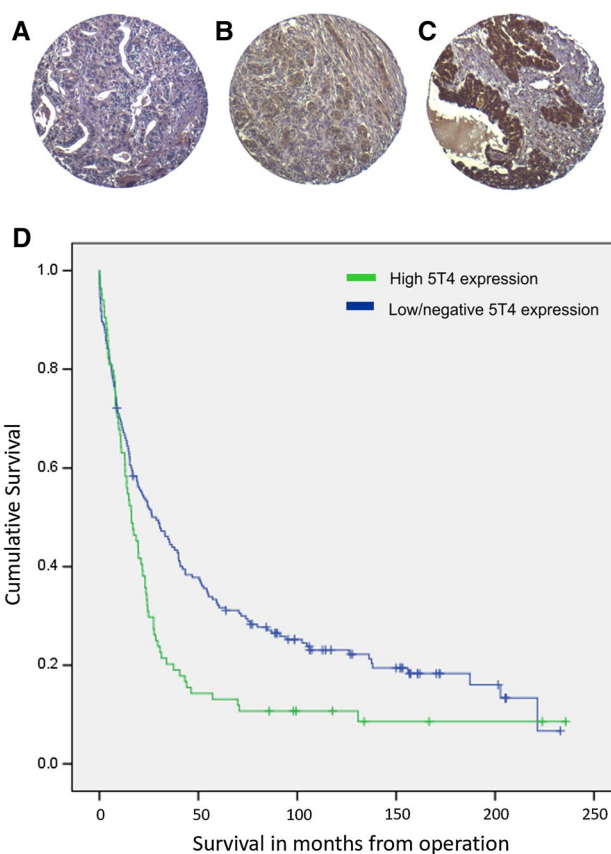 A
B
C
D
High 5T4 expression
Low/negative 5T4 expression
Cumulative Survival
1.0
0.8
0.6
0.4
0.2
0.0
0
50
100
150
200
250
Survival in months from operation